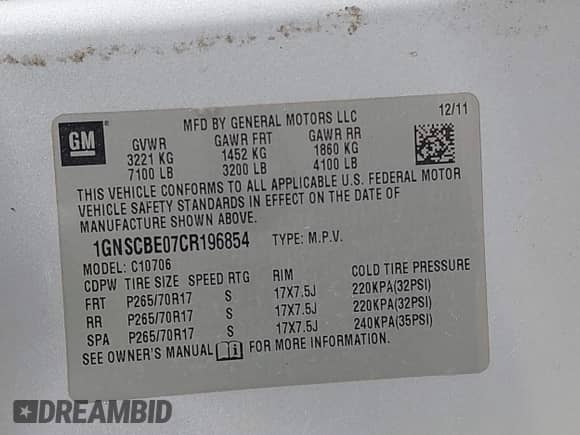 GM
MFD BY GENERAL MOTORS LLC 12/11
GVWR GAWR FRT GAWR RR
3221 KG 1452 KG 1860 KG
7100 LB 3200 LB 4100 LB
THIS VEHICLE CONFORMS TO ALL APPLICABLE U.S. FEDERAL MOTOR
VEHICLE SAFETY STANDARDS IN EFFECT ON THE DATE OF
MANUFACTURE SHOWN ABOVE.
1GNSCBE07CR196854 TYPE: M.P.V.
MODEL: C10706
CDPW TIRE SIZE SPEED RTG RIM COLD TIRE PRESSURE
FRT P265/70R17 S 17X7.5J 220KPA(32PSI)
RR P265/70R17 S 17X7.5J 220KPA(32PSI)
SPA P265/70R17 S 17X7.5J 240KPA(35PSI)
SEE OWNER'S MANUAL FOR MORE INFORMATION.
DREAMBID